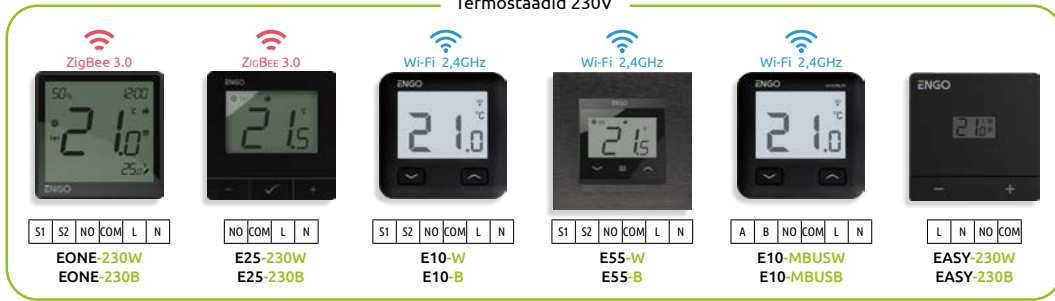 Termostaadid 230V
ZigBee 3.0
ZIGBEE 3.0
Wi-Fi 2,4GHz
Wi-Fi 2,4GHz
Wi-Fi 2,4GHz
50%
12:00
21.0
°C
25.0
ENGO
ENGO
21.5
ENGO
21.0
°C
ENGO
21.5
ENGO
21.0
°C
ENGO
21.0
S1 S2 NO COM L N
NO COM L N
S1 S2 NO COM L N
S1 S2 NO COM L N
A B NO COM L N
L N NO COM
EONE-230W
EONE-230B
E25-230W
E25-230B
E10-W
E10-B
E55-W
E55-B
E10-MBUSW
E10-MBUSB
EASY-230W
EASY-230B